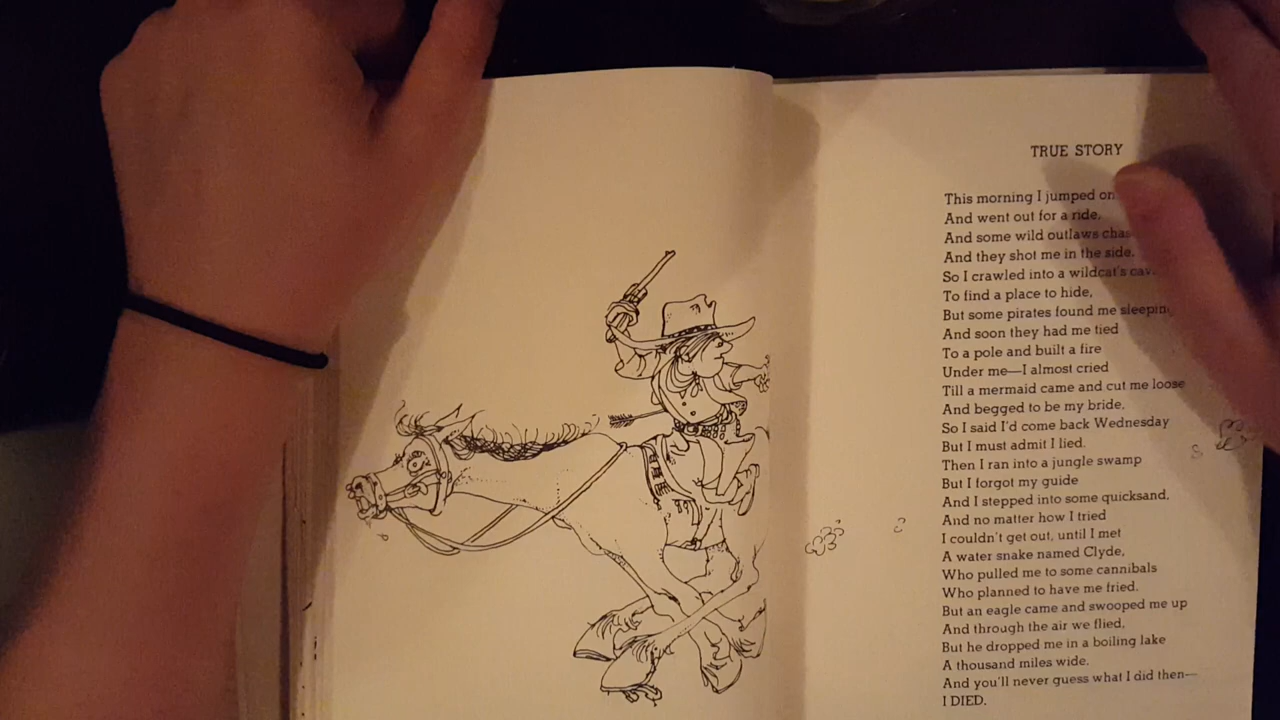 TRUE STORY
This morning I jumped on
And went out for a ride,
And some wild outlaws chas
And they shot me in the side.
So I crawled into a wildcat's cav
To find a place to hide,
But some pirates found me sleepin
And soon they had me tied
To a pole and built a fire
Under me—I almost cried
Till a mermaid came and cut me loose
And begged to be my bride,
So I said I'd come back Wednesday
But I must admit I lied.
Then I ran into a jungle swamp
But I forgot my guide
And I stepped into some quicksand,
And no matter how I tried
I couldn't get out, until I met
A water snake named Clyde,
Who pulled me to some cannibals
Who planned to have me fried.
But an eagle came and swooped me up
And through the air we flied,
But he dropped me in a boiling lake
A thousand miles wide.
And you'll never guess what I did then—
I DIED.